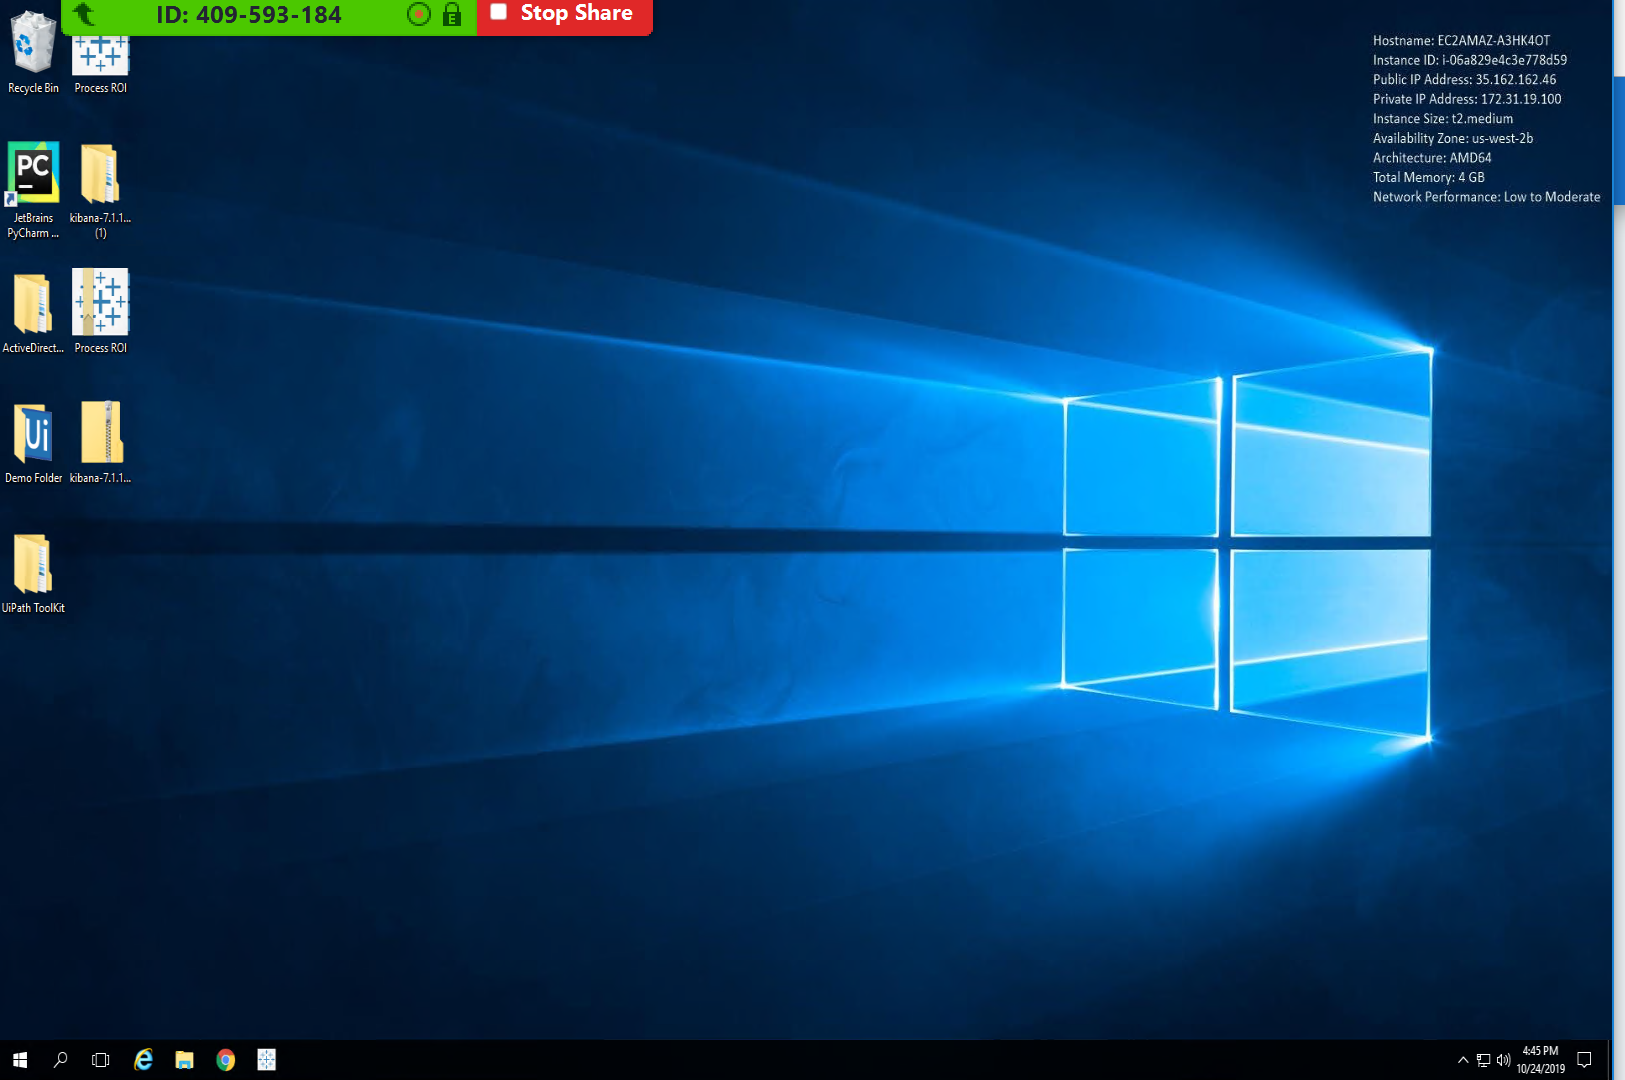 ID: 409-593-184
Stop Share
Hostname: EC2AMAZ-A3HK4OT
Instance ID: i-06a829e4c3e778d59
Public IP Address: 35.162.162.46
Private IP Address: 172.31.19.100
Instance Size: t2.medium
Availability Zone: us-west-2b
Architecture: AMD64
Total Memory: 4 GB
Network Performance: Low to Moderate
Recycle Bin
Process ROI
PC
JetBrains
PyCharm ...
kibana-7.1.1...
(1)
ActiveDirect...
Process ROI
Ui
Demo Folder
kibana-7.1.1...
UiPath ToolKit
4:45 PM
10/24/2019